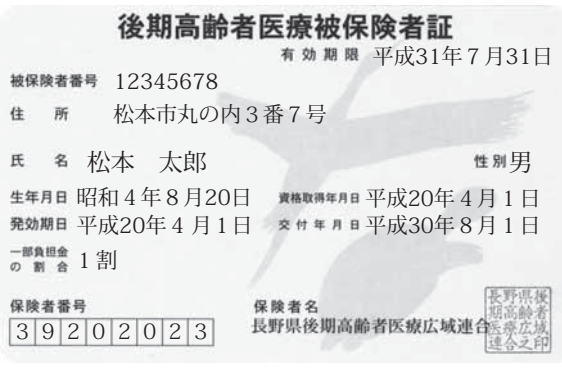 後期高齢者医療被保険者証
有効期限 平成31年7月31日
被保険者番号 12345678
住所 松本市丸の内3番7号
氏名 松本 太郎 性別 男
生年月日 昭和4年8月20日 資格取得年月日 平成20年4月1日
発効期日 平成20年4月1日 交付年月日 平成30年8月1日
一部負担金の割合 1割
保険者番号 保険者名
39202023 長野県後期高齢者医療広域連合
長野県後
期高齢者
医療広域
連合之印